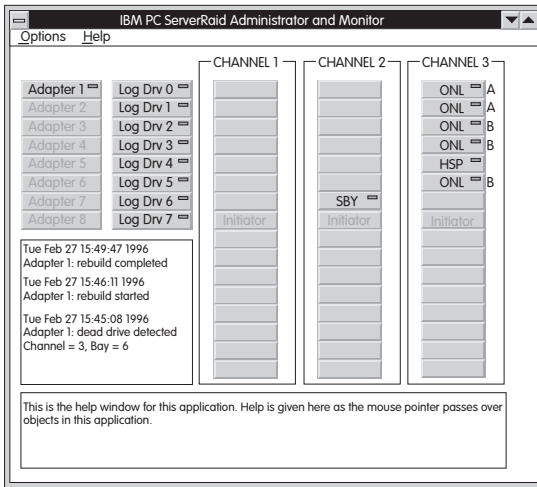 IBM PC ServerRaid Administrator and Monitor
Options Help
CHANNEL 1 CHANNEL 2 CHANNEL 3
Adapter 1 Log Drv 0 ONL A
Adapter 2 Log Drv 1 ONL A
Adapter 3 Log Drv 2 ONL B
Adapter 4 Log Drv 3 ONL B
Adapter 5 Log Drv 4 HSP
Adapter 6 Log Drv 5 ONL B
Adapter 7 Log Drv 6 SBY
Adapter 8 Log Drv 7 Initiator Initiator Initiator
Tue Feb 27 15:49:47 1996
Adapter 1: rebuild completed
Tue Feb 27 15:46:11 1996
Adapter 1: rebuild started
Tue Feb 27 15:45:08 1996
Adapter 1: dead drive detected
Channel = 3, Bay = 6
This is the help window for this application. Help is given here as the mouse pointer passes over
objects in this application.